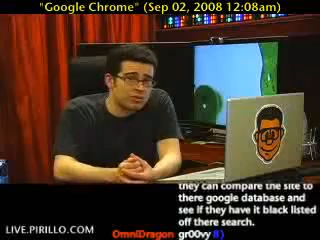 "Google Chrome" (Sep 02, 2008 12:08am)
they can compare the site to
there google database and
see if they have it black listed
off there search.
LIVE.PIRILLO.COM
OmniDragon gr00vy 8)